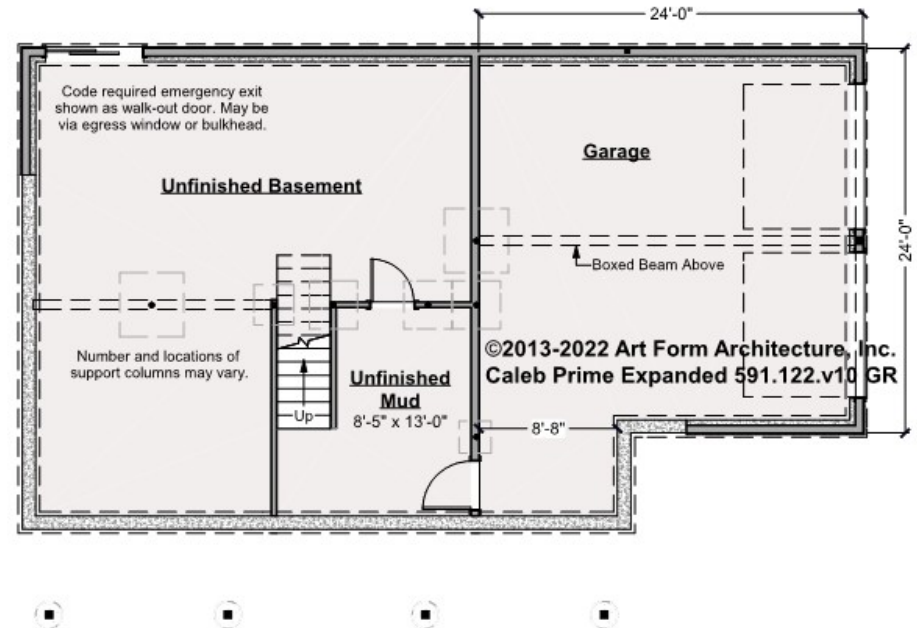 24'-0"
Code required emergency exit
shown as walk-out door. May be
via egress window or bulkhead.
Garage
Unfinished Basement
24'-0"
Boxed Beam Above
Number and locations of
support columns may vary.
©2013-2022 Art Form Architecture, Inc.
Caleb Prime Expanded 591.122.v10 GR
Unfinished
Mud
8'-5" x 13'-0"
Up
8'-8"